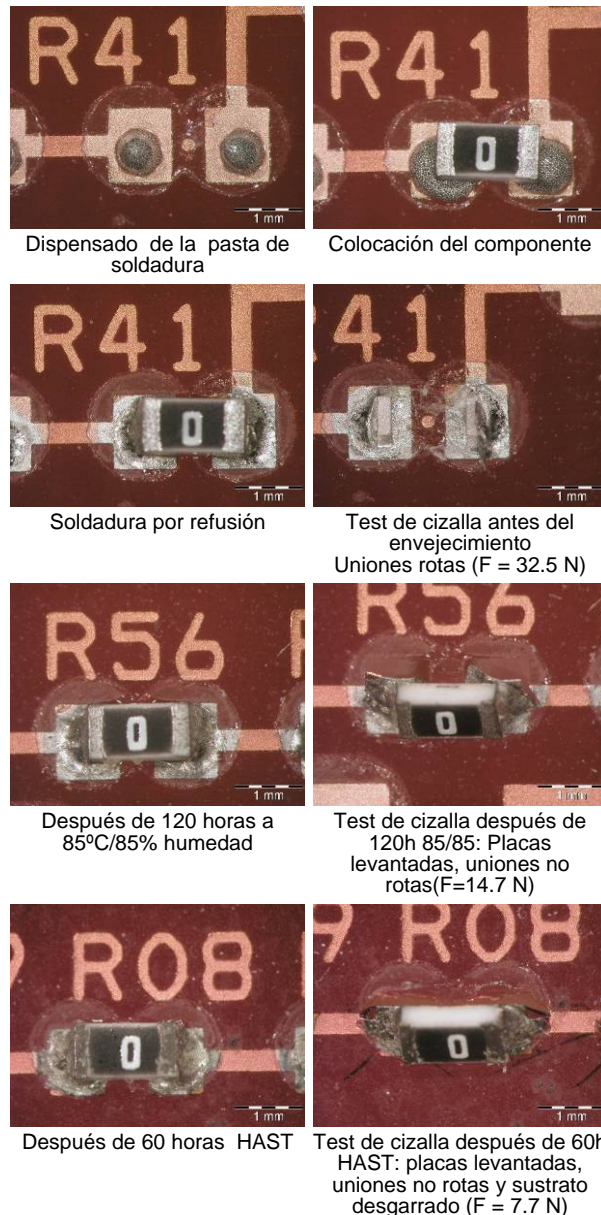 R41
1 mm
R41
0
1 mm
Dispensado de la pasta de
soldadura
Colocación del componente
R41
0
1 mm
41
1 mm
Soldadura por refusión
Test de cizalla antes del
envejecimiento
Uniones rotas (F = 32.5 N)
R56
0
1 mm
R56
0
1 mm
Después de 120 horas a
85ºC/85% humedad
Test de cizalla después de
120h 85/85: Placas
levantadas, uniones no
rotas(F=14.7 N)
9 R08
0
1 mm
9 R08
0
1 mm
Después de 60 horas HAST
Test de cizalla después de 60h
HAST: placas levantadas,
uniones no rotas y sustrato
desgarrado (F = 7.7 N)